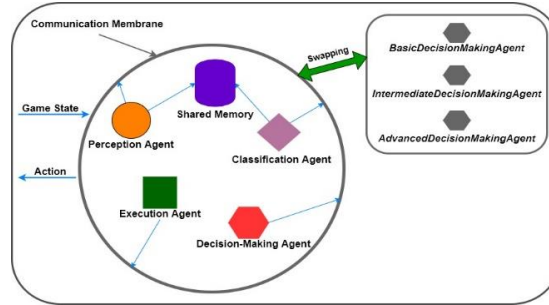 Communication Membrane
Swapping
BasicDecisionMakingAgent
IntermediateDecisionMakingAgent
AdvancedDecisionMakingAgent
Game State
Shared Memory
Perception Agent
Classification Agent
Action
Execution Agent
Decision-Making Agent